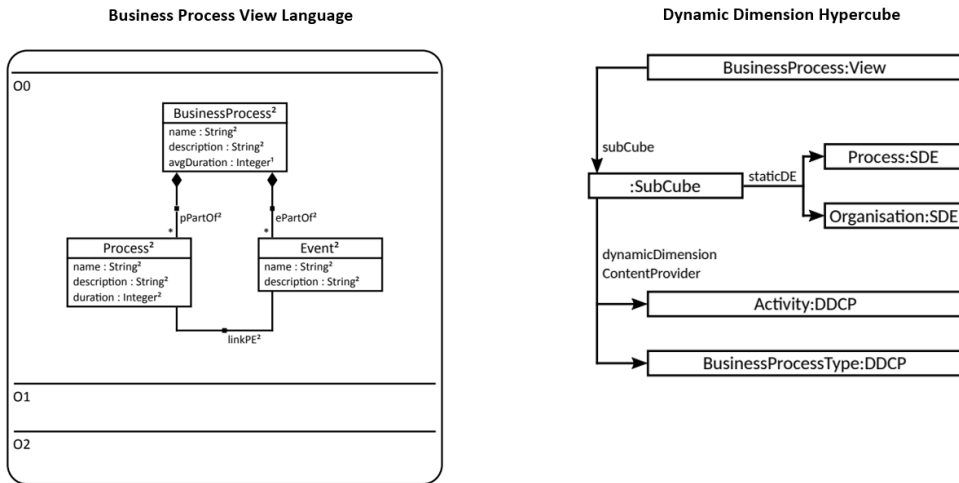 Business Process View Language
O0
BusinessProcess²
name : String²
description : String²
avgDuration : Integer¹
pPartOf²
ePartOf²
*
*
Process²
name : String²
description : String²
duration : Integer²
Event²
name : String²
description : String²
linkPE²
O1
O2
Dynamic Dimension Hypercube
BusinessProcess:View
subCube
:SubCube
staticDE
Process:SDE
Organisation:SDE
dynamicDimension
ContentProvider
Activity:DDCP
BusinessProcessType:DDCP